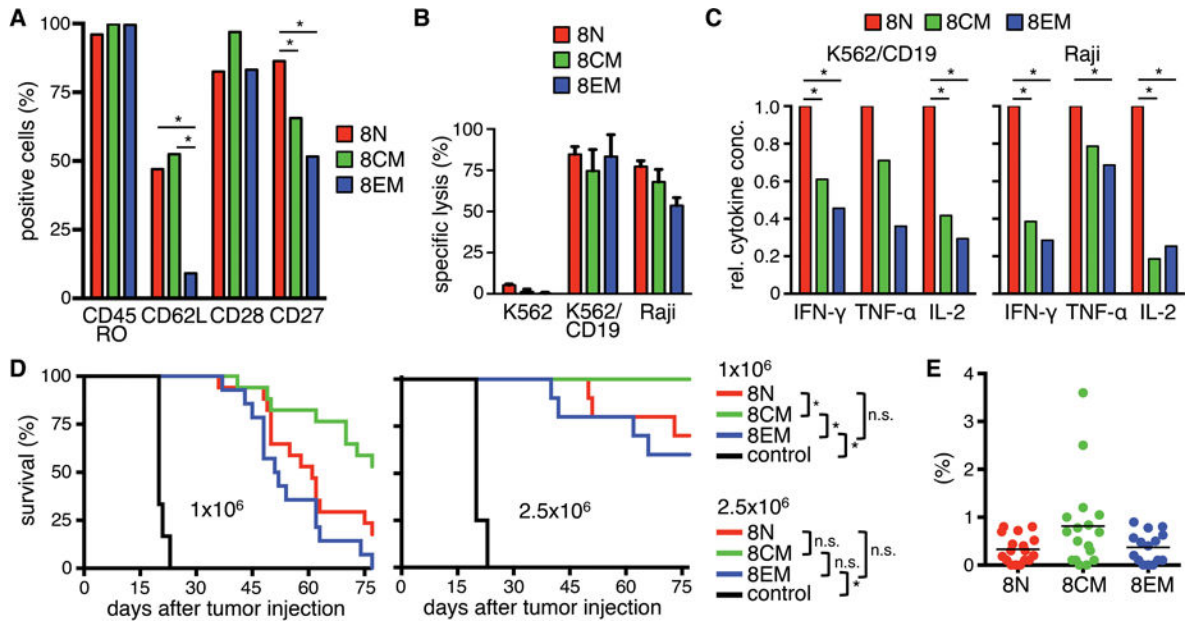 A
100
75
50
25
0
positive cells (%)
CD45 RO
CD62L
CD28
CD27
*
*
*
*
8N
8CM
8EM
B
8N
8CM
8EM
100
75
50
25
0
specific lysis (%)
K562
K562/ CD19
Raji
C
8N 8CM 8EM
K562/CD19
Raji
1.0
0.8
0.6
0.4
0.2
0
rel. cytokine conc.
*
*
*
*
*
*
*
*
*
IFN-γ TNF-α IL-2
IFN-γ TNF-α IL-2
D
100
75
50
25
0
survival (%)
1x10⁶
0 15 30 45 60 75
days after tumor injection
2.5x10⁶
0 15 30 45 60 75
days after tumor injection
1x10⁶
8N
8CM
8EM
control
*
*
*
n.s.
2.5x10⁶
8N
8CM
8EM
control
n.s.
n.s.
*
n.s.
E
4
3
2
1
0
(%)
8N 8CM 8EM